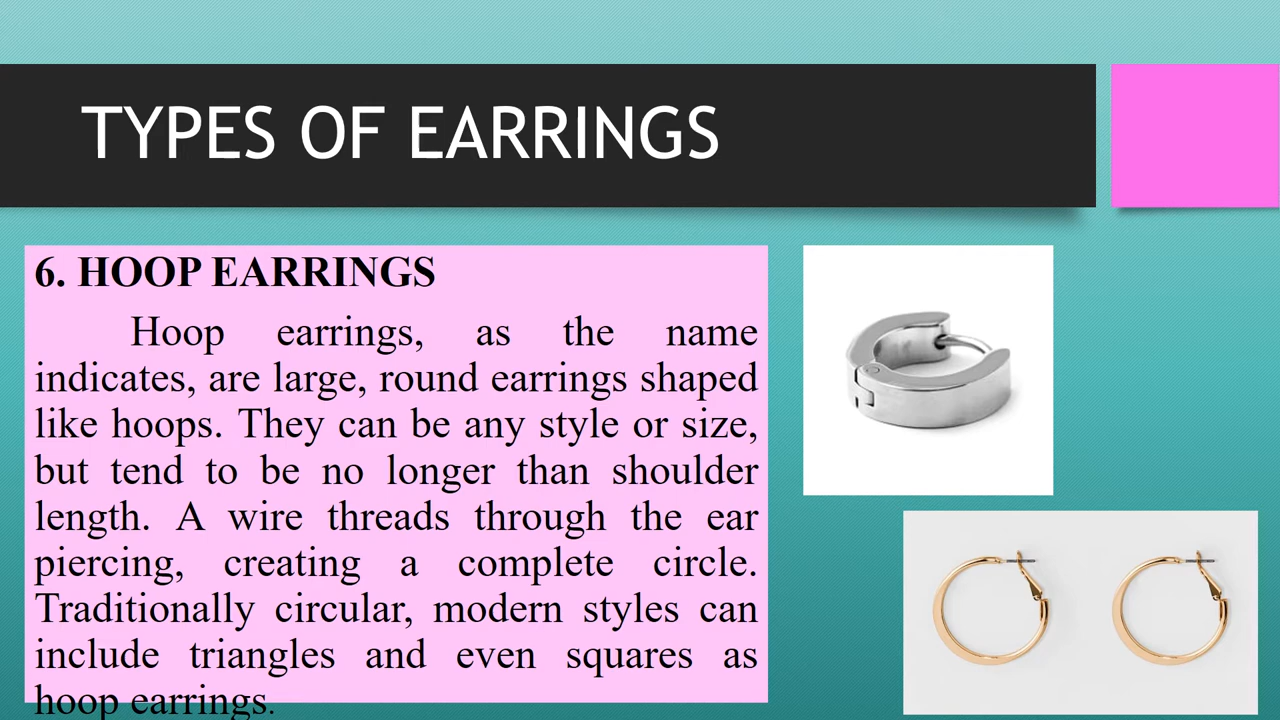 TYPES OF EARRINGS
6. HOOP EARRINGS
Hoop earrings, as the name
indicates, are large, round earrings shaped
like hoops. They can be any style or size,
but tend to be no longer than shoulder
length. A wire threads through the ear
piercing, creating a complete circle.
Traditionally circular, modern styles can
include triangles and even squares as
hoop earrings.